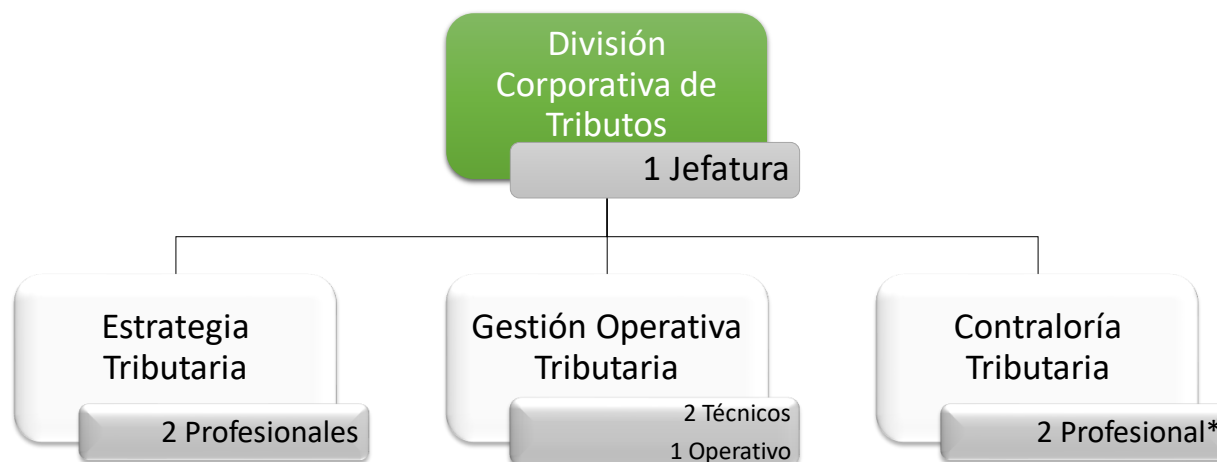 División
Corporativa de
Tributos
1 Jefatura
Estrategia
Tributaria
2 Profesionales
Gestión Operativa
Tributaria
2 Técnicos
1 Operativo
Contraloría
Tributaria
2 Profesional*